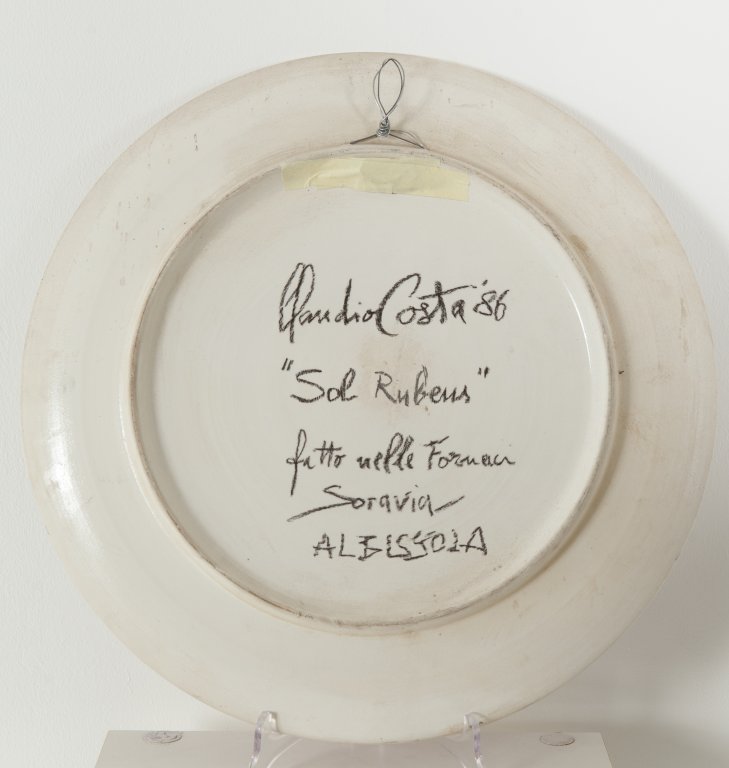 Claudio Costa '86
"Sol Rubens"
fatto nelle Fornaci
Soravia
ALBISSOLA